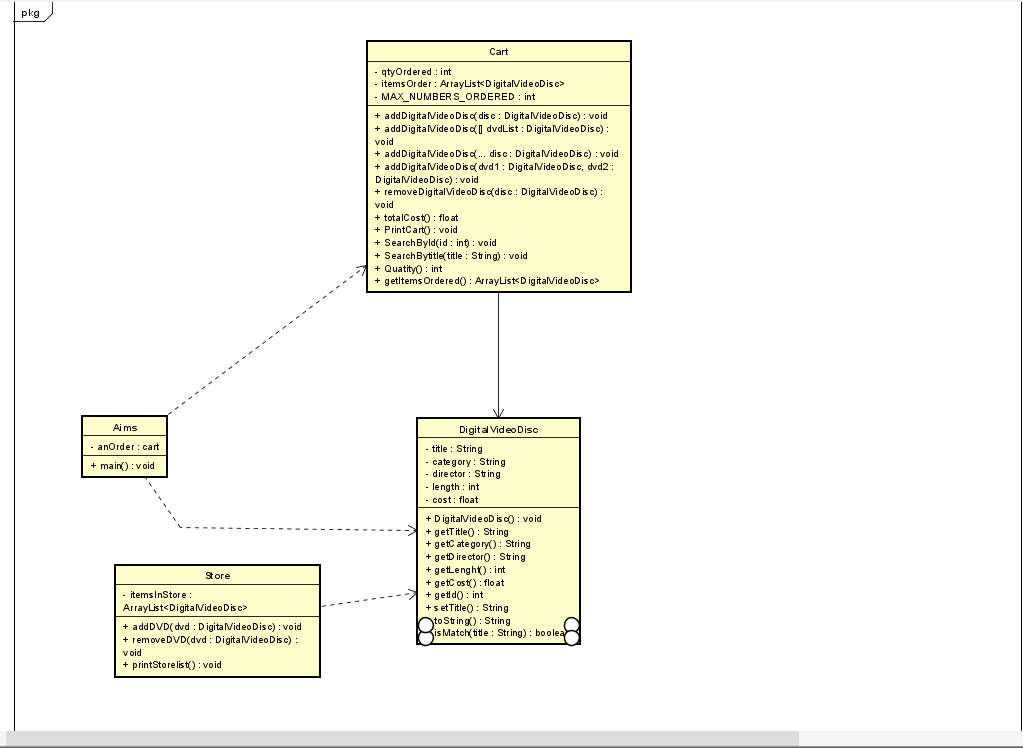 pkg
Cart
- qtyOrdered : int
- itemsOrder : ArrayList<DigitalVideoDisc>
- MAX_NUMBERS_ORDERED : int
+ addDigitalVideoDisc(disc : DigitalVideoDisc) : void
+ addDigitalVideoDisc([] dvdList : DigitalVideoDisc) :
void
+ addDigitalVideoDisc(... disc : DigitalVideoDisc) : void
+ addDigitalVideoDisc(dvd1 : DigitalVideoDisc, dvd2 :
DigitalVideoDisc) : void
+ removeDigitalVideoDisc(disc : DigitalVideoDisc) :
void
+ totalCost() : float
+ PrintCart() : void
+ SearchById(id : int) : void
+ SearchBytitle(title : String) : void
+ Quatity() : int
+ getItemsOrdered() : ArrayList<DigitalVideoDisc>
Aims
- anOrder : cart
+ main() : void
DigitalVideoDisc
- title : String
- category : String
- director : String
- length : int
- cost : float
+ DigitalVideoDisc() : void
+ getTitle() : String
+ getCategory() : String
+ getDirector() : String
+ getLenght() : int
+ getCost() : float
+ getId() : int
+ setTitle() : String
toString() : String
isMatch(title : String) : boolea
Store
- itemsInStore :
ArrayList<DigitalVideoDisc>
+ addDVD(dvd : DigitalVideoDisc) : void
+ removeDVD(dvd : DigitalVideoDisc) :
void
+ printStorelist() : void